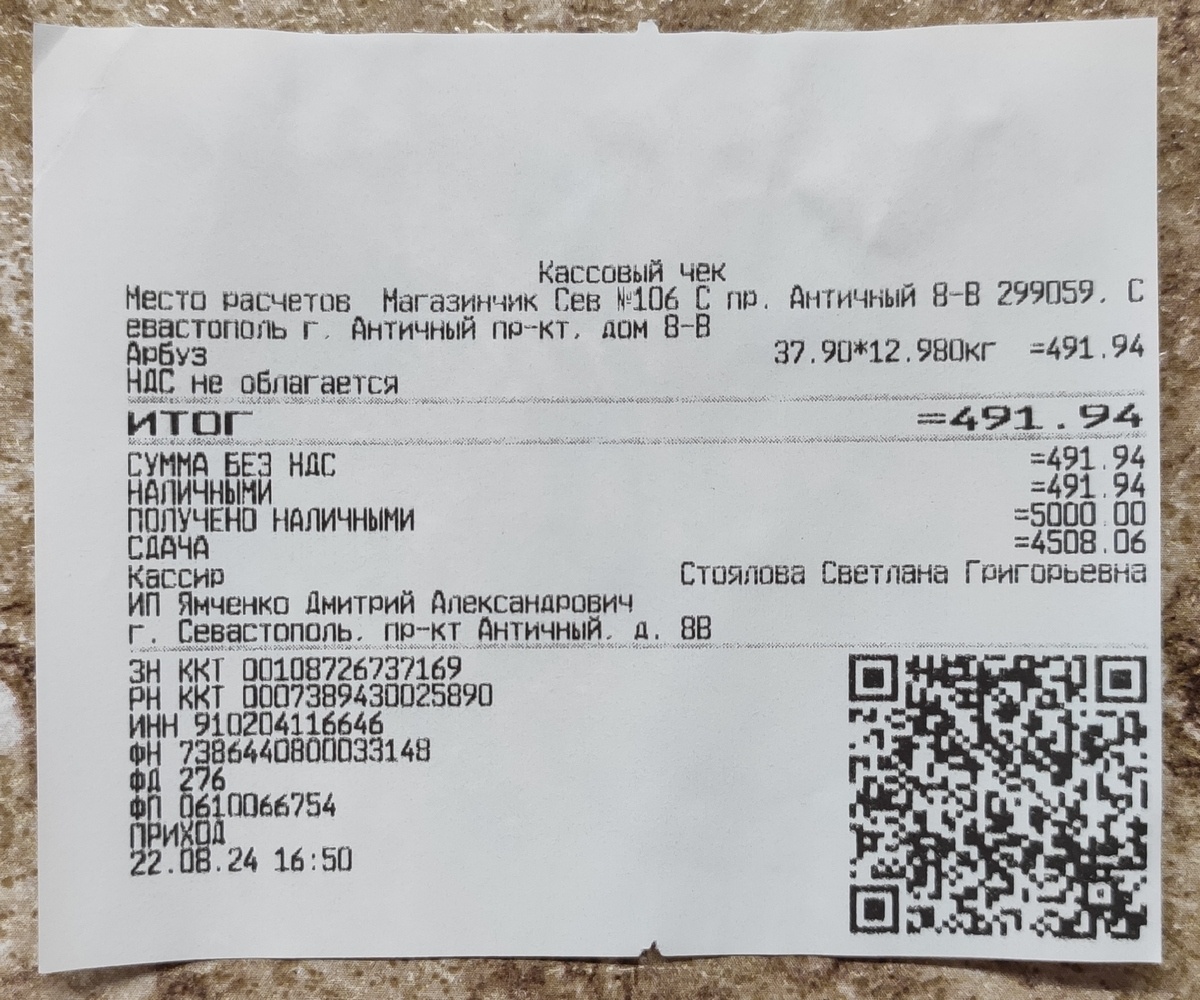 Кассовый чек
Место расчетов Магазинчик Сев №106 С пр. Античный 8-В 299059, С
евастополь г, Античный пр-кт, дом 8-В
Арбуз 37.90*12.980кг =491.94
НДС не облагается
ИТОГ =491.94
СУММА БЕЗ НДС =491.94
НАЛИЧНЫМИ =491.94
ПОЛУЧЕНО НАЛИЧНЫМИ =5000.00
СДАЧА =4508.06
Кассир Стоялова Светлана Григорьевна
ИП Ямченко Дмитрий Александрович
г. Севастополь, пр-кт Античный, д. 8В
ЗН ККТ 00108726737169
РН ККТ 0007389430025890
ИНН 910204116646
ФН 7386440800033148
ФД 276
ФП 0610066754
ПРИХОД
22.08.24 16:50